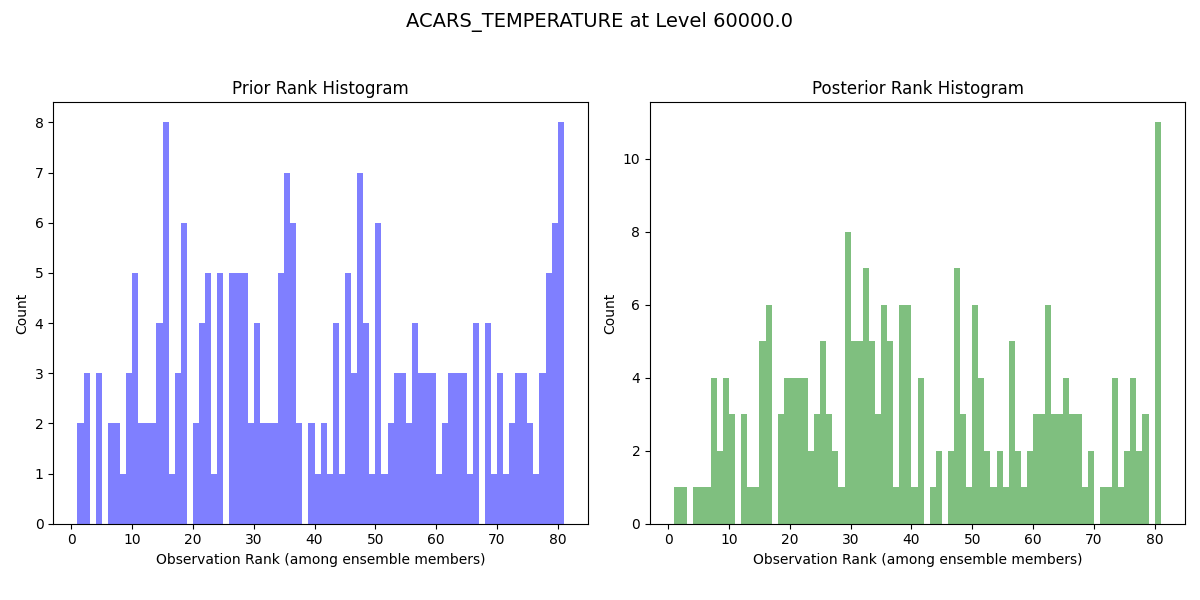 ACARS_TEMPERATURE at Level 60000.0
Prior Rank Histogram
8
7
6
5
4
3
2
1
0
Count
0 10 20 30 40 50 60 70 80
Observation Rank (among ensemble members)
Posterior Rank Histogram
10
8
6
4
2
0
Count
0 10 20 30 40 50 60 70 80
Observation Rank (among ensemble members)